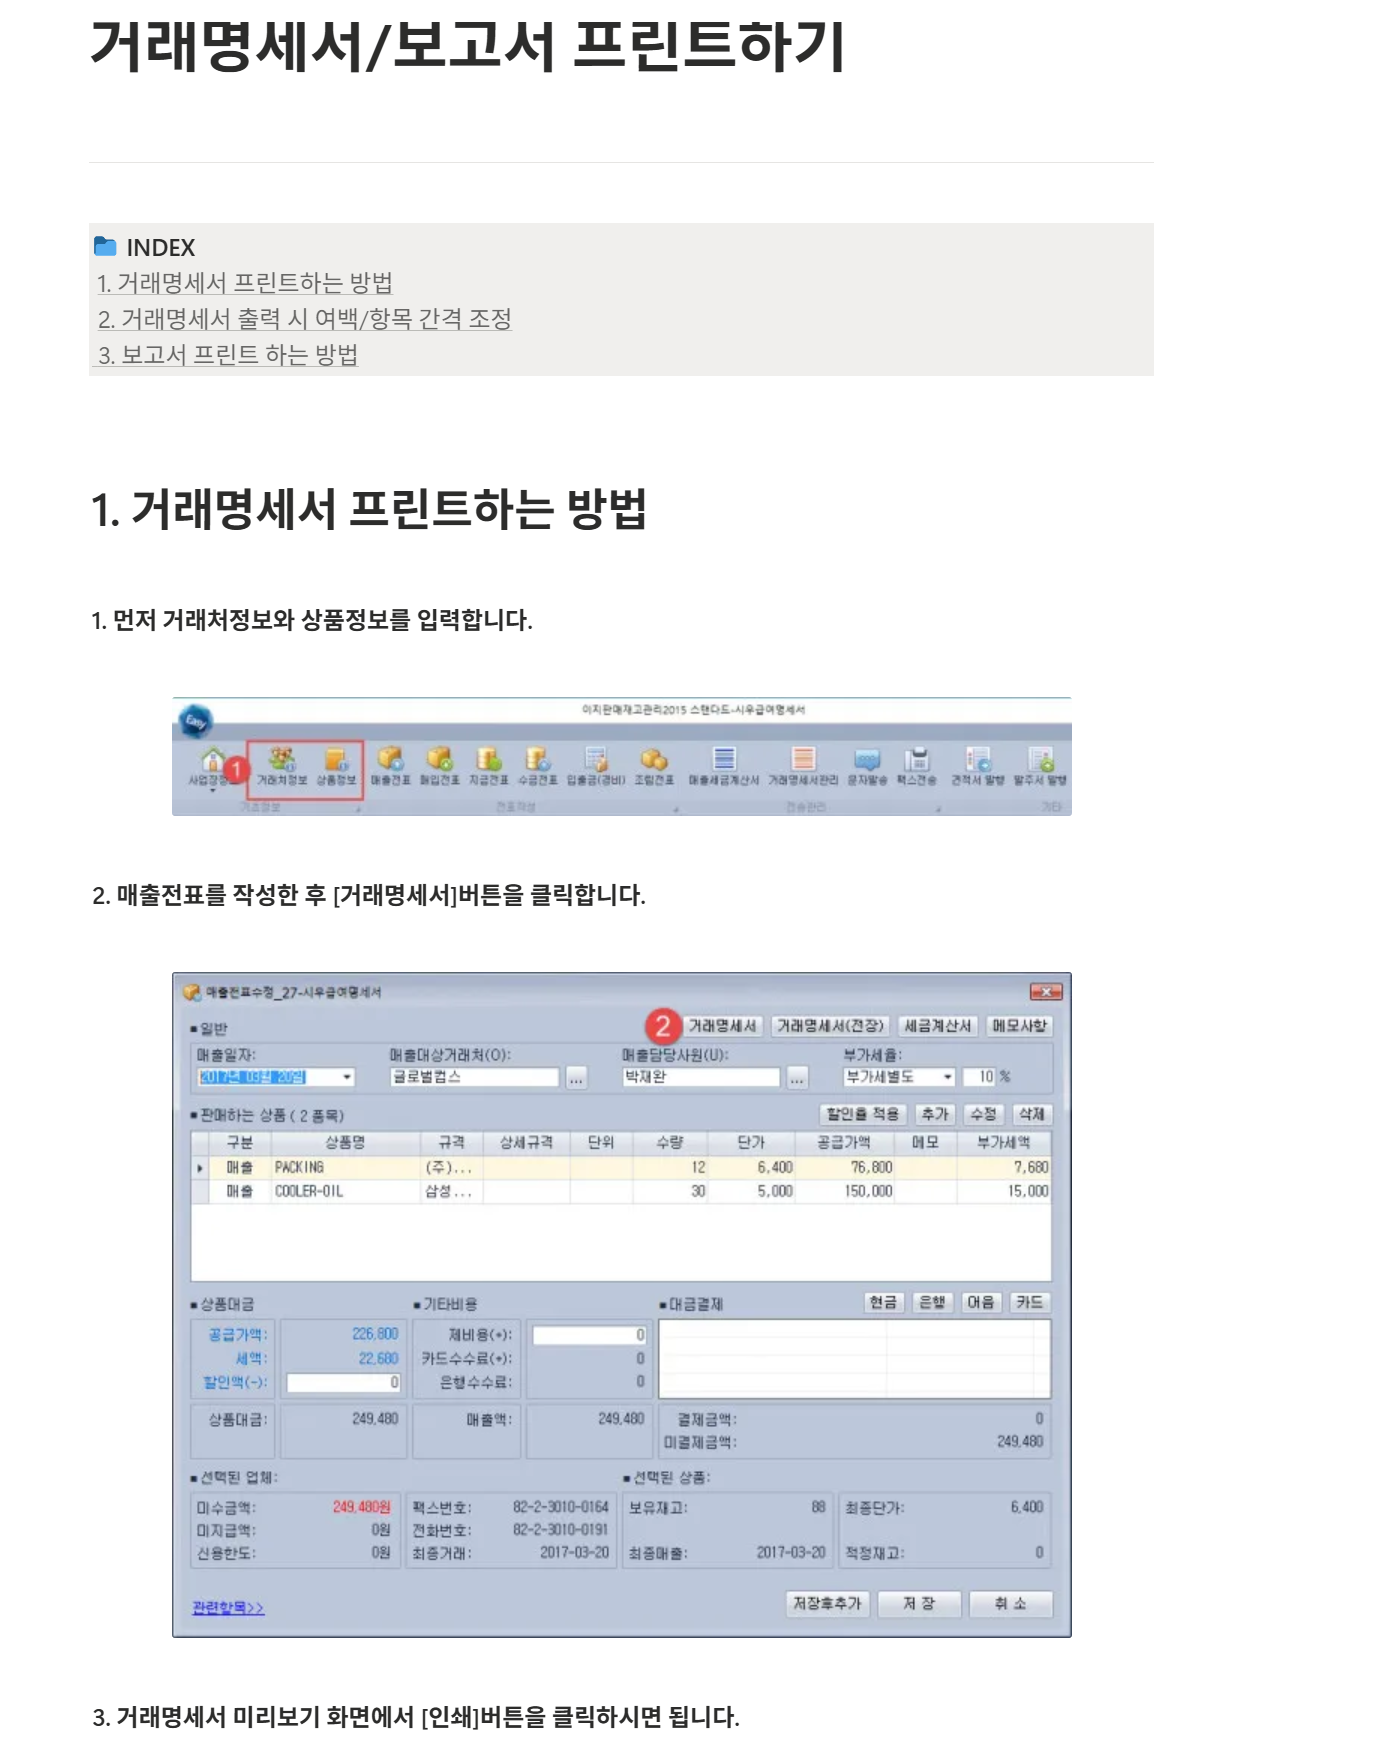 거래명세서/보고서 프린트하기
INDEX
1. 거래명세서 프린트하는 방법
2. 거래명세서 출력 시 여백/항목 간격 조정
3. 보고서 프린트 하는 방법
1. 거래명세서 프린트하는 방법
1. 먼저 거래처정보와 상품정보를 입력합니다.
이지판매재고관리2015 스탠다드-시우급여명세서
Easy
1 거래처정보 상품정보 매출전표 매입전표 지급전표 수금전표 입출금(경비) 조립전표 매출세금계산서 거래명세서관리 문자발송 팩스전송 견적서 발행 발주서 발행
기초정보 전표작성 전송관리 기타
2. 매출전표를 작성한 후 [거래명세서]버튼을 클릭합니다.
매출전표수정_27-시우급여명세서
■ 일반 2 거래명세서 거래명세서(전장) 세금계산서 메모사항
매출일자: 매출대상거래처(O): 매출담당사원(U): 부가세율:
2017년 03월 20일 글로벌컴스 ... 박재완 ... 부가세별도 10 %
■ 판매하는 상품 ( 2 품목) 할인율 적용 추가 수정 삭제
구분 상품명 규격 상세규격 단위 수량 단가 공급가액 메모 부가세액
매출 PACKING (주)... 12 6,400 76,800 7,680
매출 COOLER-OIL 삼성... 30 5,000 150,000 15,000
■ 상품대금 ■ 기타비용 ■ 대금결제 현금 은행 어음 카드
공급가액: 226,800 제비용(+): 0
세액: 22,680 카드수수료(+): 0
할인액(-): 0 은행수수료: 0
상품대금: 249,480 매출액: 249,480 결제금액: 0
미결제금액: 249,480
■ 선택된 업체: ■ 선택된 상품:
미수금액: 249,480원 팩스번호: 82-2-3010-0164 보유재고: 88 최종단가: 6,400
미지급액: 0원 전화번호: 82-2-3010-0191
신용한도: 0원 최종거래: 2017-03-20 최종매출: 2017-03-20 적정재고: 0
관련항목>> 저장후추가 저 장 취 소
3. 거래명세서 미리보기 화면에서 [인쇄]버튼을 클릭하시면 됩니다.